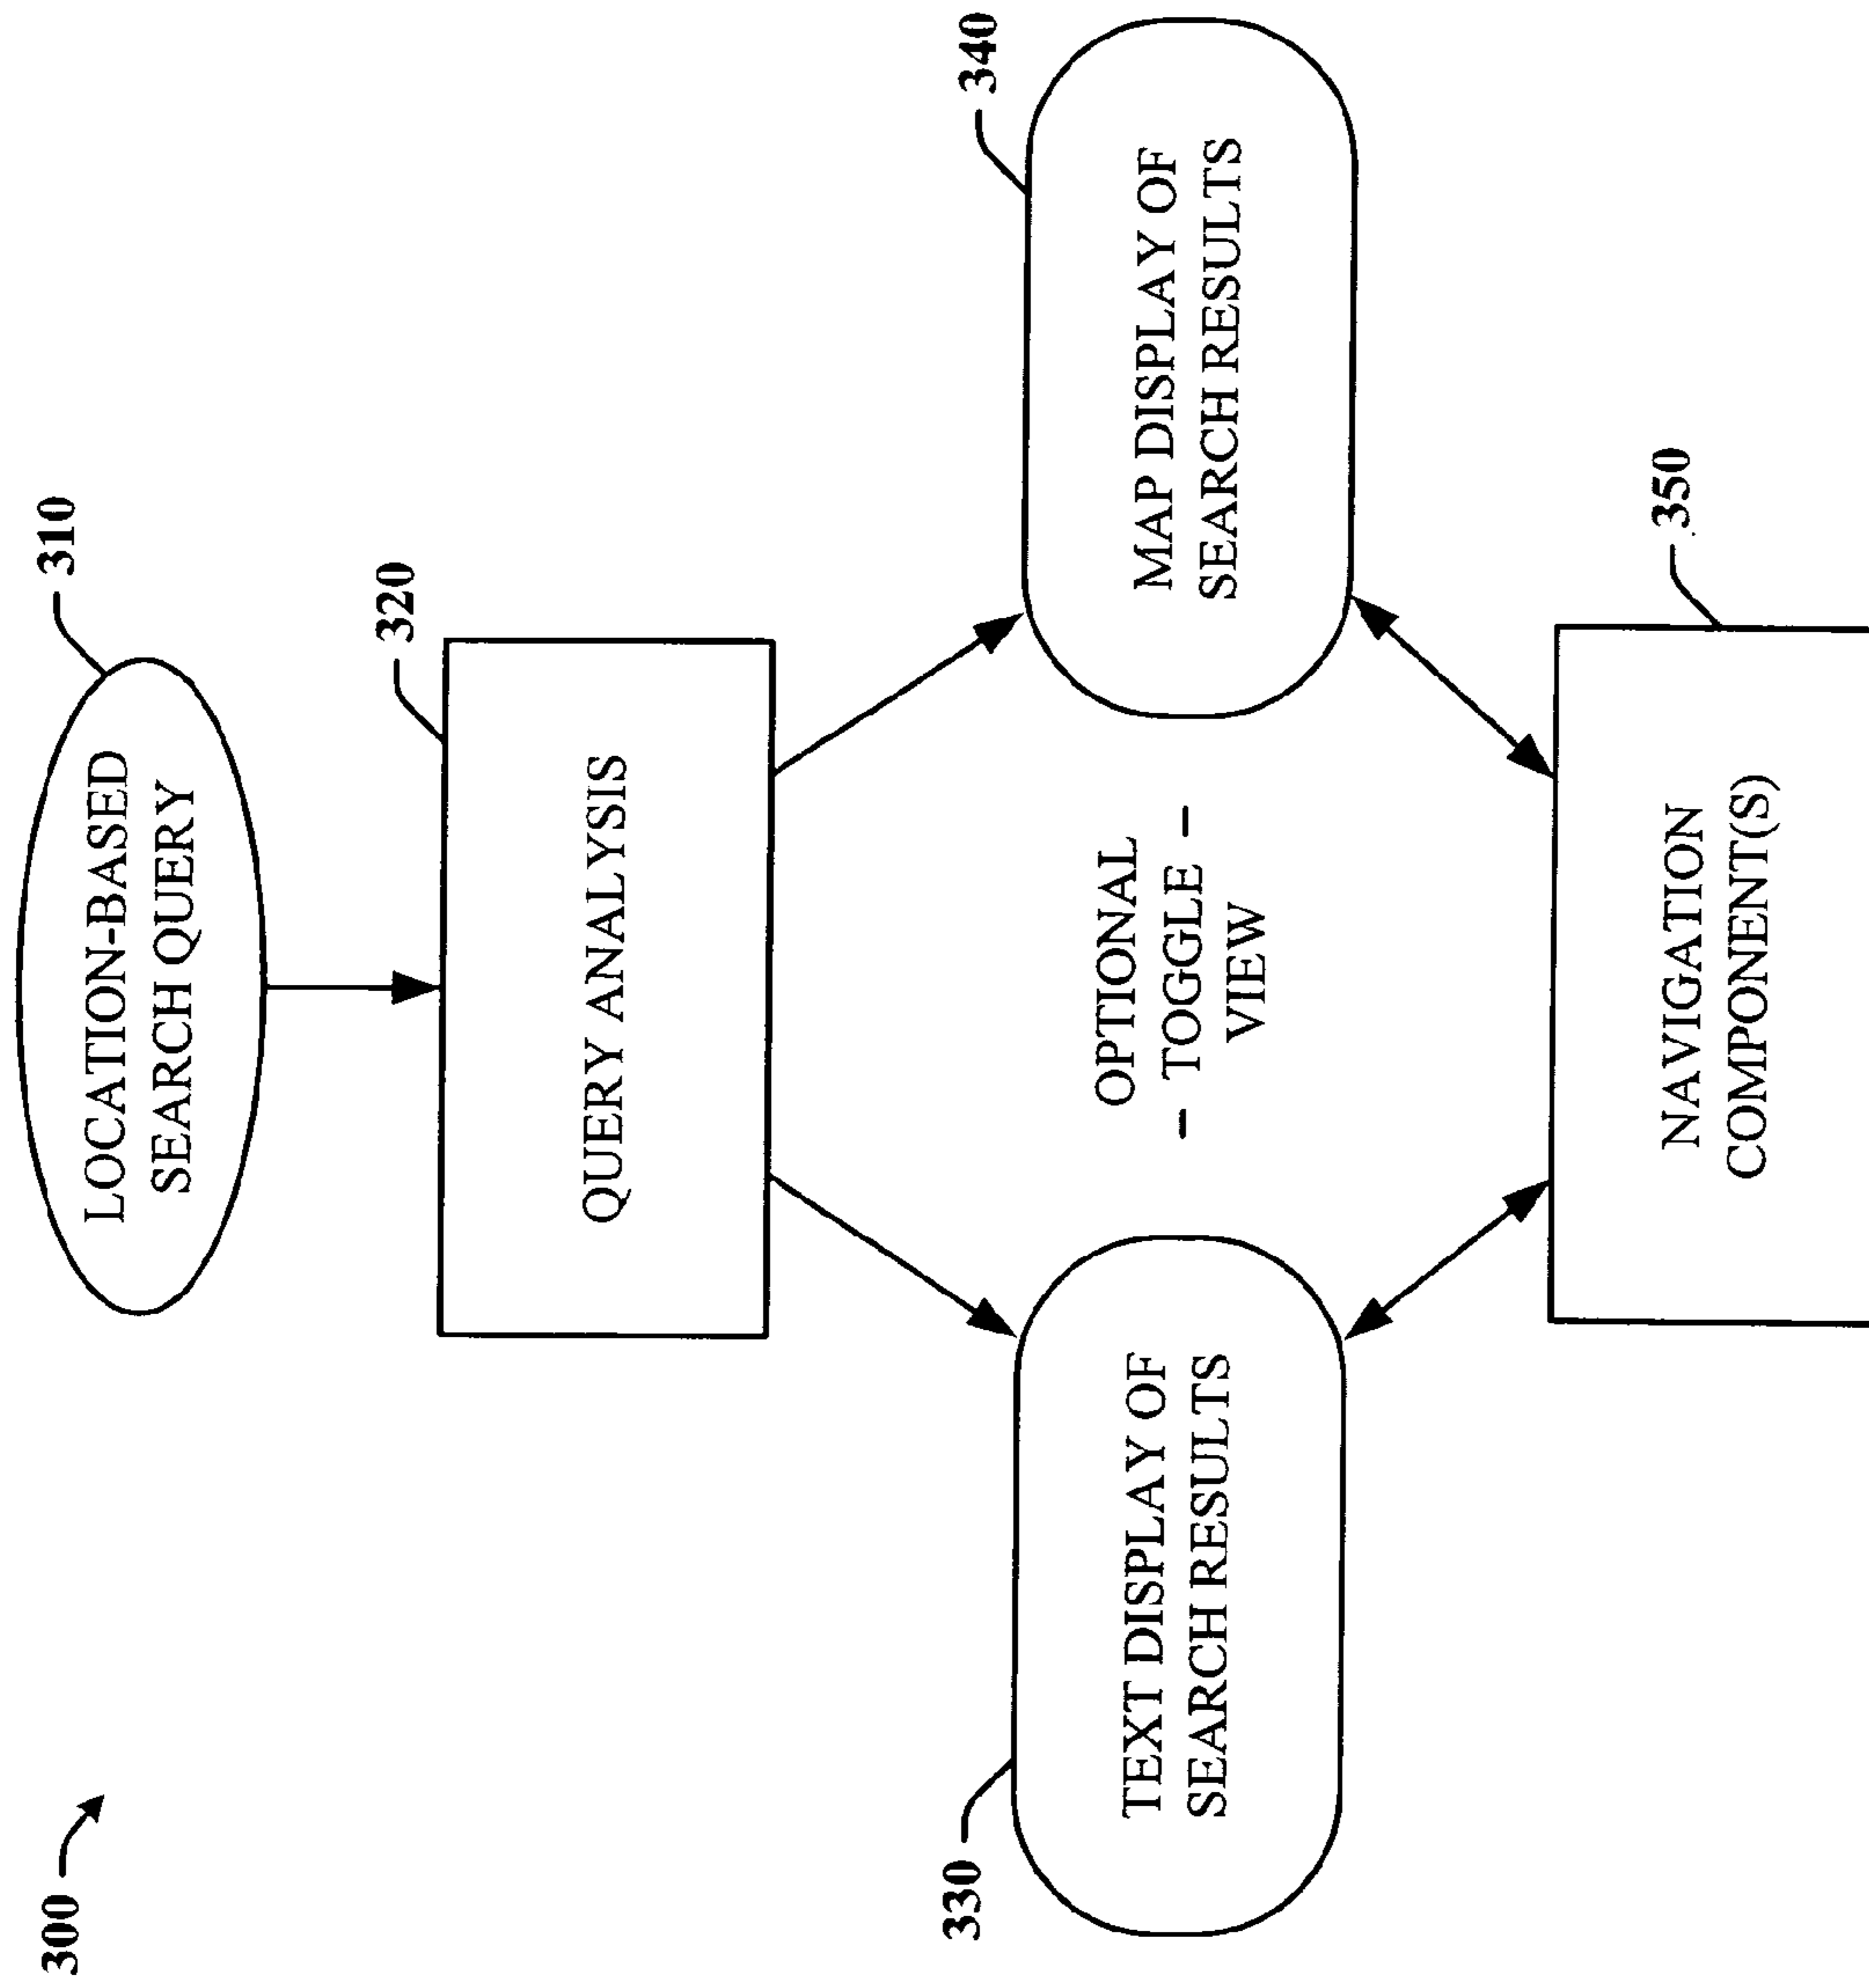 300
310
LOCATION-BASED
SEARCH QUERY
320
QUERY ANALYSIS
330
TEXT DISPLAY OF
SEARCH RESULTS
OPTIONAL
– TOGGLE –
VIEW
340
MAP DISPLAY OF
SEARCH RESULTS
350
NAVIGATION
COMPONENT(S)